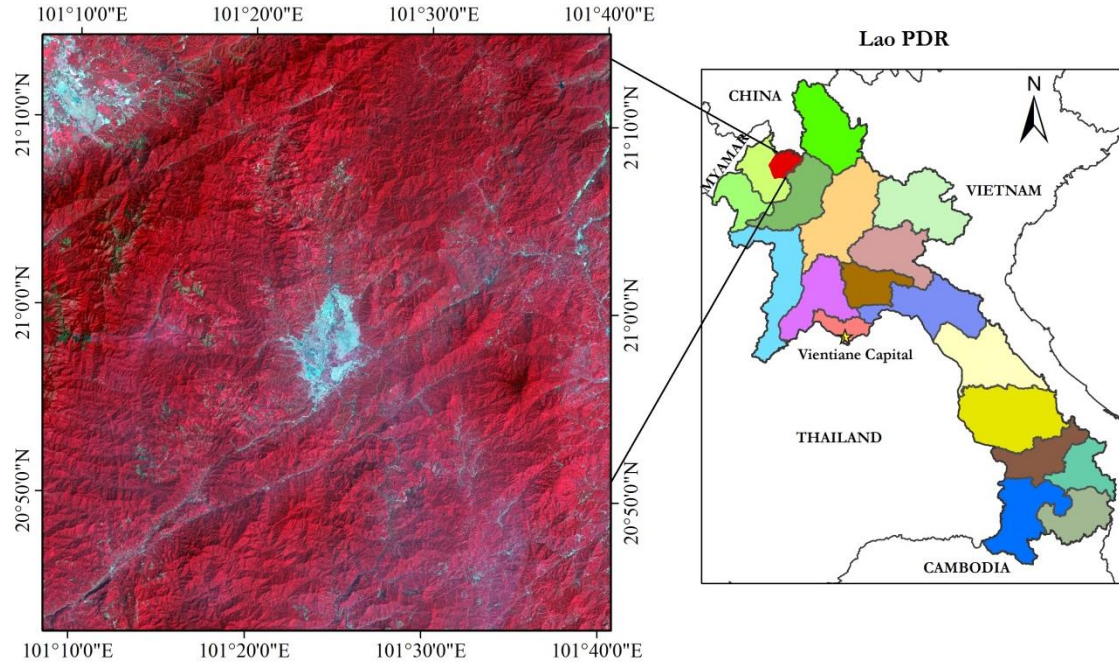 101°10'0"E 101°20'0"E 101°30'0"E 101°40'0"E
21°10'0"N
21°0'0"N
20°50'0"N
21°10'0"N
21°0'0"N
20°50'0"N
101°10'0"E 101°20'0"E 101°30'0"E 101°40'0"E
Lao PDR
CHINA
N
MYAMAR
VIETNAM
Vientiane Capital
THAILAND
CAMBODIA